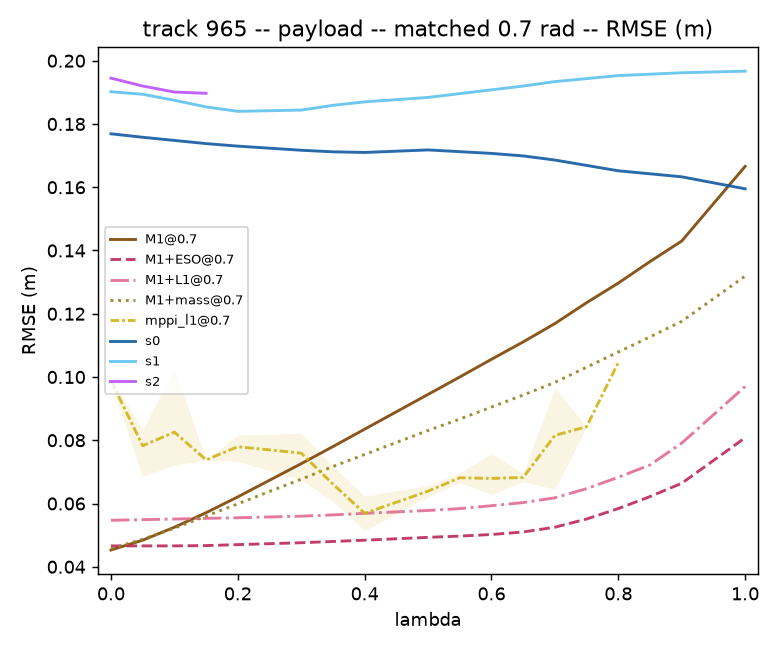 track 965 -- payload -- matched 0.7 rad -- RMSE (m)
RMSE (m)
0.20
0.18
0.16
0.14
0.12
0.10
0.08
0.06
0.04
M1@0.7
M1+ESO@0.7
M1+L1@0.7
M1+mass@0.7
mppi_l1@0.7
s0
s1
s2
0.0 0.2 0.4 0.6 0.8 1.0
lambda